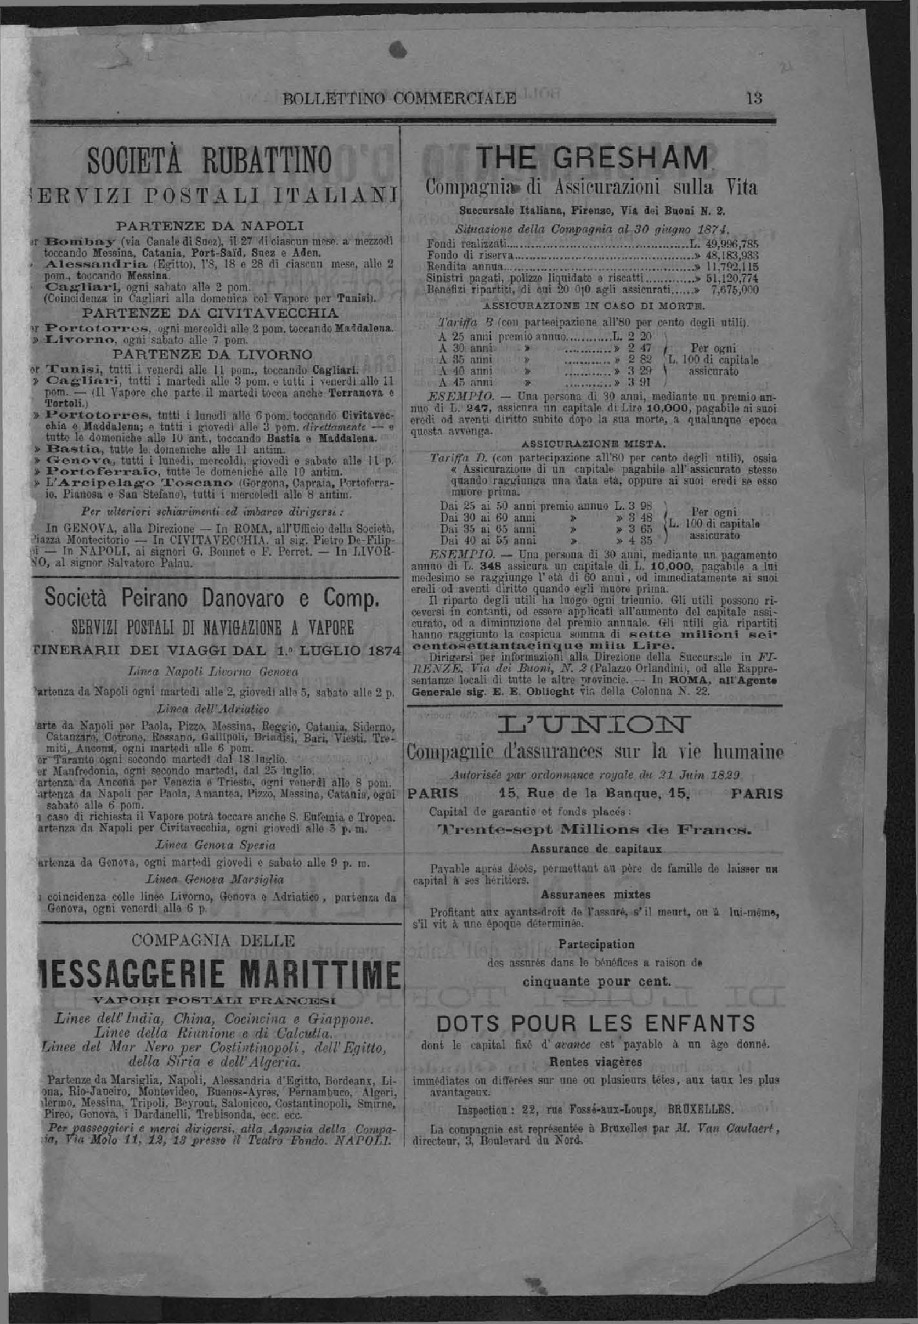 BOLLETTINO COMMERCIALE 13
SOCIETÀ RUBATTINO
SERVIZI POSTALI ITALIANI
PARTENZE DA NAPOLI
Bombay (via Canale di Suez), il 27 di ciascun mese, a mezzodì
toccando Messina, Catania, Port-Saïd, Suez e Aden.
Alessandria (Egitto), l'8, 18 e 28 di ciascun mese, alle 2
pom., toccando Messina.
Cagliari, ogni sabato alle 2 pom.
(Coincidenza in Cagliari alla domenica col Vapore per Tunisi).
PARTENZE DA CIVITAVECCHIA
Portotorres, ogni mercoldì alle 2 pom. toccando Maddalena.
» Livorno, ogni sabato alle 7 pom.
PARTENZE DA LIVORNO
Tunisi, tutti i venerdì alle 11 pom., toccando Cagliari.
» Cagliari, tutti i martedì alle 3 pom. e tutti i venerdì alle 11
pom. — (Il Vapore che parte il martedì tocca anche Terranova e
Tortolì.)
» Portotorres, tutti i lunedì alle 6 pom. toccando Civitavec-
chia e Maddalena; e tutti i giovedì alle 3 pom. direttamente — e
tutte le domeniche alle 10 ant., toccando Bastia e Maddalena.
» Bastia, tutte le domeniche alle 11 antim.
» Genova, tutti i lunedì, mercoldì, giovedì e sabato alle 11 p.
» Portoferraio, tutte le domeniche alle 10 antim.
» L'Arcipelago Toscano (Gorgona, Capraia, Portoferra-
io, Pianosa e San Stefano), tutti i mercoledì alle 8 antim.
Per ulteriori schiarimenti ed imbarco dirigersi:
In GENOVA, alla Direzione — In ROMA, all'Ufficio della Società,
Piazza Montecitorio — In CIVITAVECCHIA, al sig. Pietro De-Filip-
pi — In NAPOLI, ai signori G. Bonnet e F. Perret. — In LIVOR-
NO, al signor Salvatore Palau.
Società Peirano Danovaro e Comp.
SERVIZI POSTALI DI NAVIGAZIONE A VAPORE
ITINERARII DEI VIAGGI DAL 1.º LUGLIO 1874
Linea Napoli Livorno Genova
Partenza da Napoli ogni martedì alle 2, giovedì alle 5, sabato alle 2 p.
Linea dell'Adriatico
Parte da Napoli per Paola, Pizzo, Messina, Reggio, Catania, Siderno,
Catanzaro, Cotrone, Rossano, Gallipoli, Brindisi, Bari, Viesti, Tre-
miti, Ancona, ogni martedì alle 6 pom.
Per Taranto ogni secondo martedì dal 18 luglio.
Per Manfredonia, ogni secondo martedì, dal 25 luglio.
Partenza da Ancona per Venezia e Trieste, ogni venerdì alle 8 pom.
Partenza da Napoli per Paola, Amantea, Pizzo, Messina, Catania, ogni
sabato alle 6 pom.
caso di richiesta il Vapore potrà toccare anche S. Eufemia e Tropea.
Partenza da Napoli per Civitavecchia, ogni giovedì alle 5 p. m.
Linea Genova Spezia
Partenza da Genova, ogni martedì giovedì e sabato alle 9 p. m.
Linea Genova Marsiglia
coincidenza colle linee Livorno, Genova e Adriatico, partenza da
Genova, ogni venerdì alle 6 p.
COMPAGNIA DELLE
MESSAGGERIE MARITTIME
VAPORI POSTALI FRANCESI
Linee dell'India, China, Cocincina e Giappone.
Linee della Riunione e di Calcutta.
Linee del Mar Nero per Costintinopoli, dell'Egitto,
della Siria e dell'Algeria.
Partenze da Marsiglia, Napoli, Alessandria d'Egitto, Bordeaux, Li-
ona, Rio-Janeiro, Montevideo, Buenos-Ayres, Pernambuco, Algeri,
Palermo, Messina, Tripoli, Beyrout, Salonicco, Costantinopoli, Smirne,
Pireo, Genova, i Dardanelli, Trebisonda, ecc. ecc.
Per passeggieri e merci dirigersi, alla Agenzia della Compa-
nia, Via Molo 11, 12, 13 presso il Teatro Fondo. NAPOLI.
THE GRESHAM
Compagnia di Assicurazioni sulla Vita
Succursale Italiana, Firenze, Via dei Buoni N. 2.
Situazione della Compagnia al 30 giugno 1874.
Fondi realizzati L. 49,996,785
Fondo di riserva » 48,183,933
Rendita annua » 11,792,115
Sinistri pagati, polizze liquidate e riscatti » 51,120,774
Benefizi ripartiti, di cui 20 0|0 agli assicurati » 7,675,000
ASSICURAZIONE IN CASO DI MORTE.
Tariffa B (con partecipazione all'80 per cento degli utili).
A 25 anni premio annuo L. 2 20
A 30 anni » » 2 47 Per ogni
A 35 anni » » 2 82 L. 100 di capitale
A 40 anni » » 3 29 assicurato
A 45 anni » » 3 91
ESEMPIO. — Una persona di 30 anni, mediante un premio an-
nuo di L. 247, assicura un capitale di Lire 10,000, pagabile ai suoi
eredi od aventi diritto subito dopo la sua morte, a qualunque epoca
questa avvenga.
ASSICURAZIONE MISTA.
Tariffa D. (con partecipazione all'80 per cento degli utili), ossia
« Assicurazione di un capitale pagabile all'assicurato stesso
quando raggiunga una data età, oppure ai suoi eredi se esso
muore prima.
Dai 25 ai 50 anni premio annuo L. 3 98
Dai 30 ai 60 anni » » 3 48 Per ogni
Dai 35 ai 65 anni » » 3 65 L. 100 di capitale
Dai 40 ai 55 anni » » 4 35 assicurato
ESEMPIO. — Una persona di 30 anni, mediante un pagamento
annuo di L. 348 assicura un capitale di L. 10,000, pagabile a lui
medesimo se raggiunge l'età di 60 anni, od immediatamente ai suoi
eredi od aventi diritto quando egli muore prima.
Il riparto degli utili ha luogo ogni triennio. Gli utili possono ri-
ceversi in contanti, od essere applicati all'aumento del capitale assi-
curato, od a diminuzione del premio annuale. Gli utili già ripartiti
hanno raggiunto la cospicua somma di sette milioni sei-
centosettantacinque mila Lire.
Dirigersi per informazioni alla Direzione della Succursale in FI-
RENZE, Via dei Buoni, N. 2 (Palazzo Orlandini), od alle Rappre-
sentanze locali di tutte le altre provincie. — In ROMA, all'Agente
Generale sig. E. E. Oblieght via della Colonna N. 22.
L'UNION
Compagnie d'assurances sur la vie humaine
Autorisée par ordonnance royale du 21 Juin 1829.
PARIS 15, Rue de la Banque, 15, PARIS
Capital de garantie et fonds placés:
Trente-sept Millions de Francs.
Assurance de capitaux
Payable après décès, permettant au père de famille de laisser un
capital à ses héritiers.
Assuranees mixtes
Profitant aux ayants-droit de l'assuré, s'il meurt, ou à lui-même,
s'il vit à une époque déterminée.
Partecipation
des assurés dans le bénéfices a raison de
cinquante pour cent.
DOTS POUR LES ENFANTS
dont le capital fixé d'avance est payable à un âge donné.
Rentes viagères
immédiates ou différées sur une ou plusieurs têtes, aux taux les plus
avantageux.
Inspection: 22, rue Fossé-aux-Loups, BRUXELLES.
La compagnie est représentée à Bruxelles par M. Van Caulaert,
directeur, 3, Boulevard du Nord.